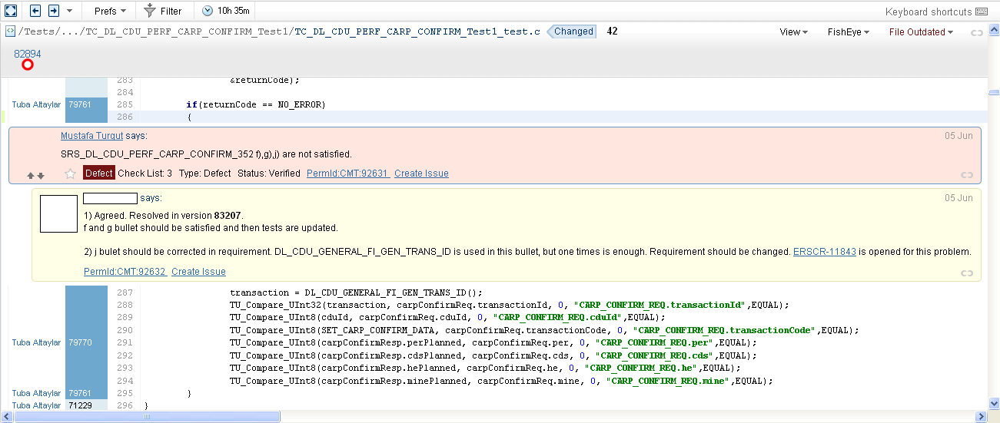 Prefs Filter 10h 35m Keyboard shortcuts
/Tests/.../TC_DL_CDU_PERF_CARP_CONFIRM_Test1/TC_DL_CDU_PERF_CARP_CONFIRM_Test1_test.c Changed 42 View FishEye File Outdated
82894
283 &returnCode);
284
Tuba Altaylar 79761 285 if(returnCode == NO_ERROR)
286 {
Mustafa Turgut says: 05 Jun
SRS_DL_CDU_PERF_CARP_CONFIRM_352 f),g),j) are not satisfied.
Defect Check List: 3 Type: Defect Status: Verified PermId:CMT:92631 Create Issue
says: 05 Jun
1) Agreed. Resolved in version 83207.
f and g bullet should be satisfied and then tests are updated.
2) j bulet should be corrected in requirement. DL_CDU_GENERAL_FI_GEN_TRANS_ID is used in this bullet, but one times is enough. Requirement should be changed. ERSCR-11843 is opened for this problem.
PermId:CMT:92632 Create Issue
287 transaction = DL_CDU_GENERAL_FI_GEN_TRANS_ID();
288 TU_Compare_UInt32(transaction, carpConfirmReq.transactionId, 0, "CARP_CONFIRM_REQ.transactionId",EQUAL);
289 TU_Compare_UInt8(cduId, carpConfirmReq.cduId, 0, "CARP_CONFIRM_REQ.cduId",EQUAL);
290 TU_Compare_UInt8(SET_CARP_CONFIRM_DATA, carpConfirmReq.transactionCode, 0, "CARP_CONFIRM_REQ.transactionCode",EQUAL);
Tuba Altaylar 79770 291 TU_Compare_UInt8(carpConfirmResp.perPlanned, carpConfirmReq.per, 0, "CARP_CONFIRM_REQ.per",EQUAL);
292 TU_Compare_UInt8(carpConfirmResp.cdsPlanned, carpConfirmReq.cds, 0, "CARP_CONFIRM_REQ.cds",EQUAL);
293 TU_Compare_UInt8(carpConfirmResp.hePlanned, carpConfirmReq.he, 0, "CARP_CONFIRM_REQ.he",EQUAL);
294 TU_Compare_UInt8(carpConfirmResp.minePlanned, carpConfirmReq.mine, 0, "CARP_CONFIRM_REQ.mine",EQUAL);
Tuba Altaylar 79761 295 }
Tuba Altaylar 71229 296 }